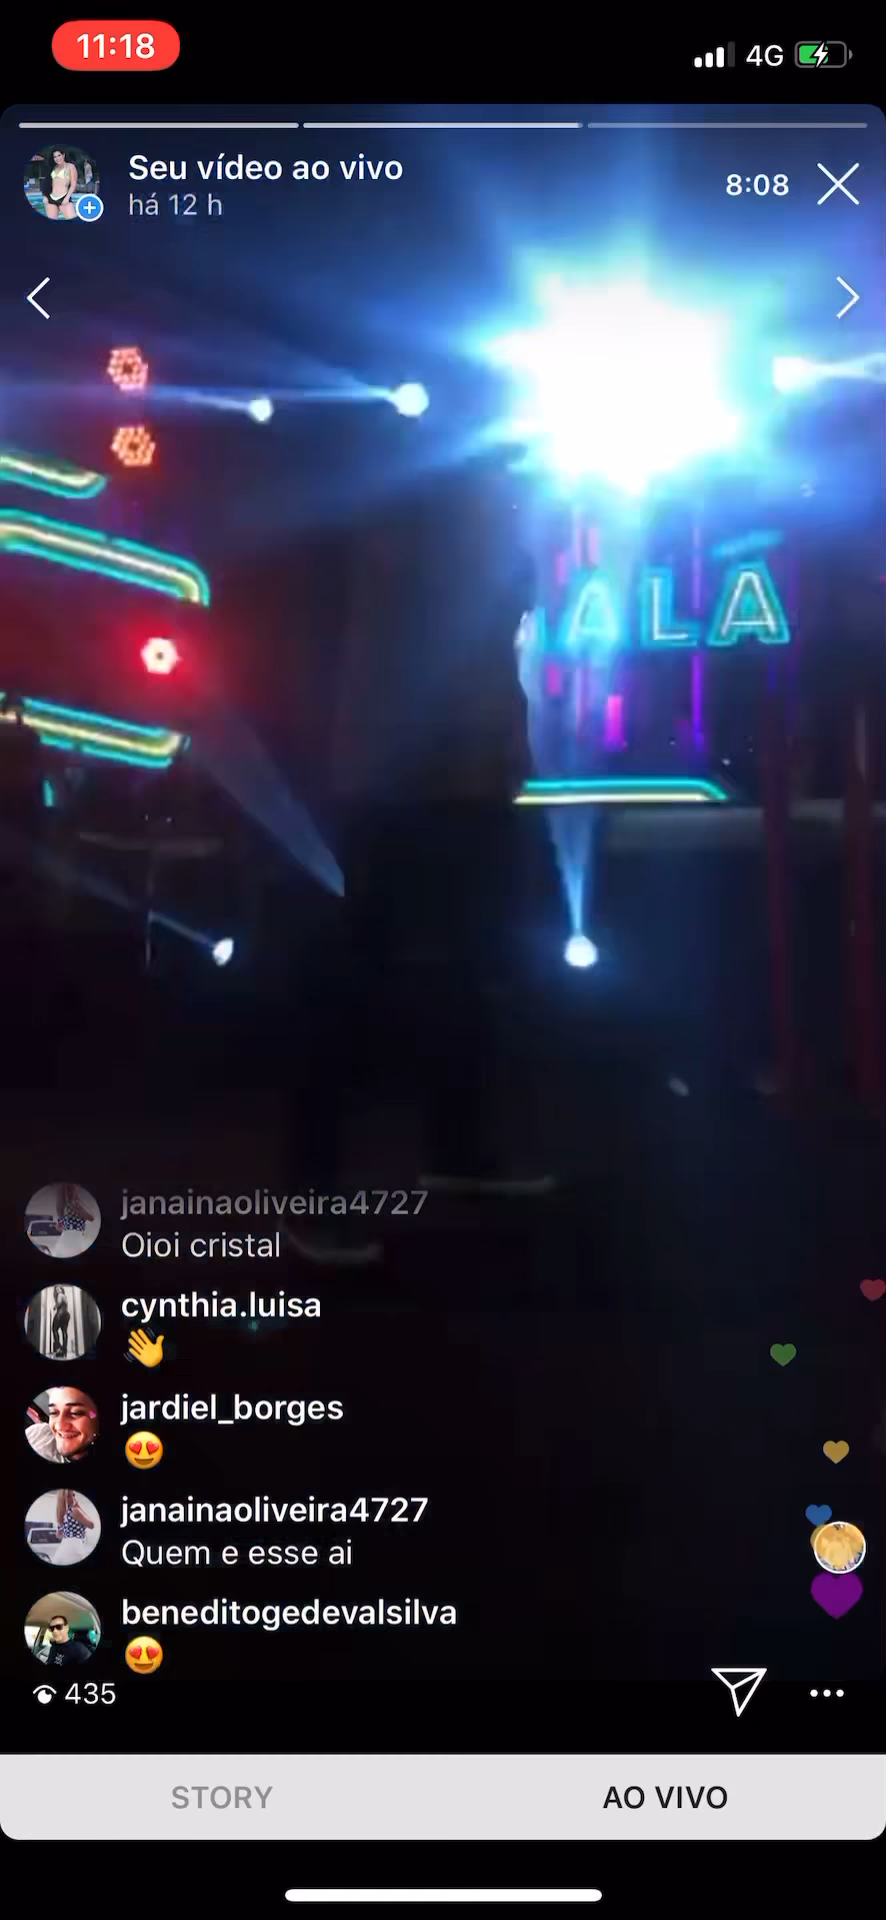 11:18
4G
Seu vídeo ao vivo
há 12 h
8:08
ALÁ
janainaoliveira4727
Oioi cristal
cynthia.luisa
👋
jardiel_borges
😍
janainaoliveira4727
Quem e esse ai
beneditogedevalsilva
😍
435
STORY
AO VIVO